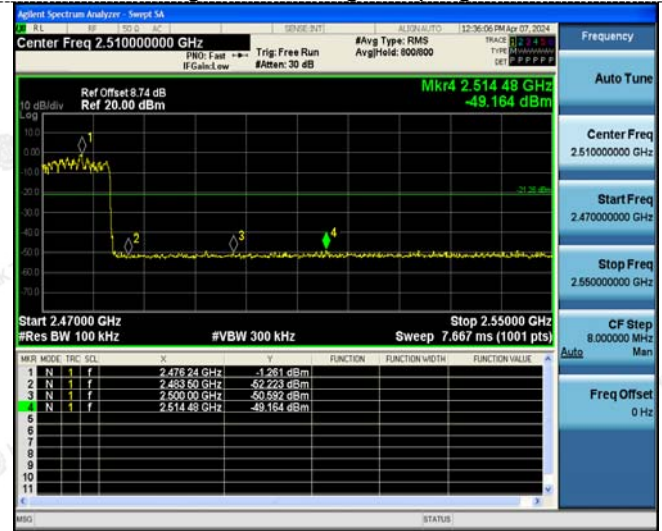 Agilent Spectrum Analyzer - Swept SA
RL RF 50 Ω AC SENSE:INT ALIGN AUTO 12:36:06 PM Apr 07, 2024
Center Freq 2.510000000 GHz
PNO: Fast Trig: Free Run #Avg Type: RMS TRACE 1 2 3 4 5 6
IFGain:Low #Atten: 30 dB Avg|Hold: 800/800 TYPE
DET P P P P P P
Mkr4 2.514 48 GHz
-49.164 dBm
Ref Offset 8.74 dB
10 dB/div Ref 20.00 dBm
Log
10.0
0.00
-10.0
-20.0
-30.0
-40.0
-50.0
-60.0
-70.0
1
2
3
4
-21.26 dBm
Start 2.47000 GHz Stop 2.55000 GHz
#Res BW 100 kHz #VBW 300 kHz Sweep 7.667 ms (1001 pts)
MKR MODE TRC SCL X Y FUNCTION FUNCTION WIDTH FUNCTION VALUE
1 N 1 f 2.476 24 GHz -1.261 dBm
2 N 1 f 2.483 50 GHz -52.223 dBm
3 N 1 f 2.500 00 GHz -50.592 dBm
4 N 1 f 2.514 48 GHz -49.164 dBm
5
6
7
8
9
10
11
MSG STATUS
Frequency
Auto Tune
Center Freq
2.510000000 GHz
Start Freq
2.470000000 GHz
Stop Freq
2.550000000 GHz
CF Step
8.000000 MHz
Auto Man
Freq Offset
0 Hz